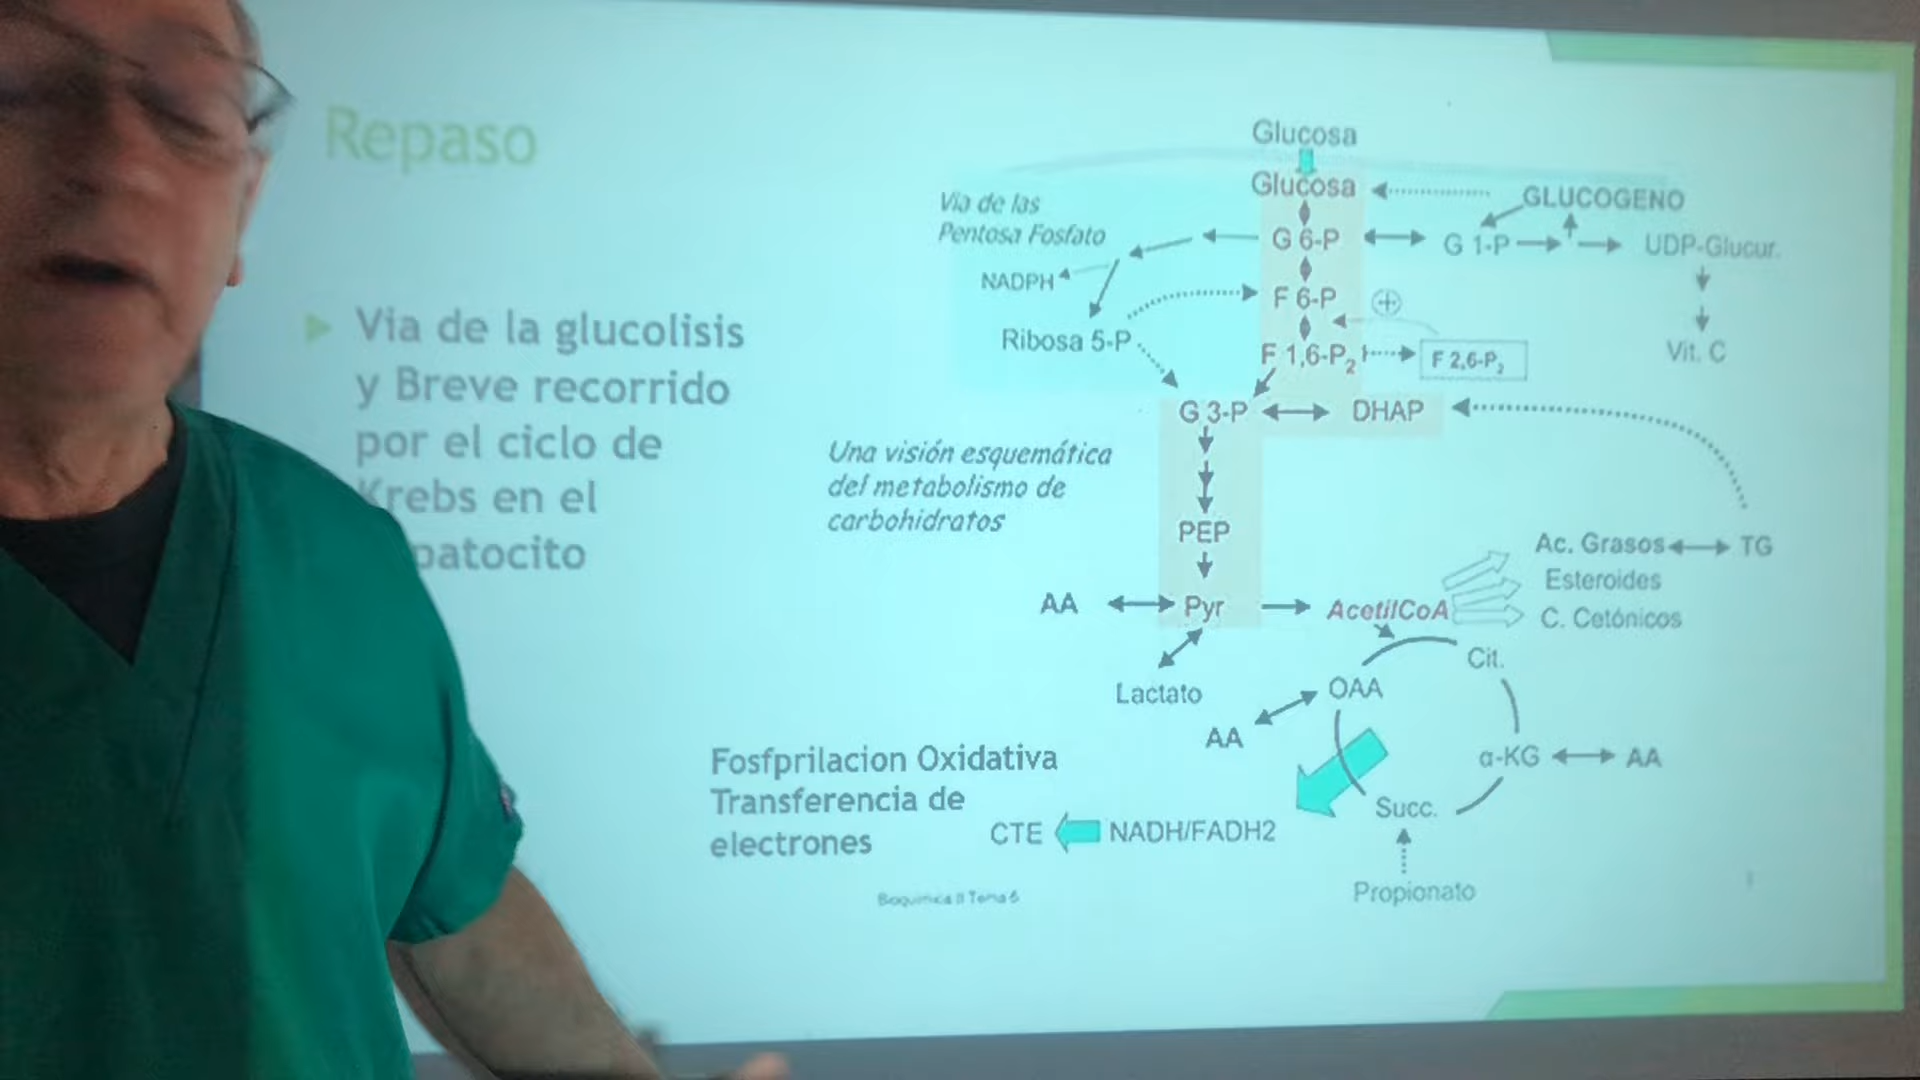 Repaso
Via de la glucolisis
y Breve recorrido
por el ciclo de
Krebs en el
patocito
Glucosa
Glucosa
GLUCOGENO
Via de las
Pentosa Fosfato
G 6-P
G 1-P
UDP-Glucur.
NADPH
F 6-P
+
Ribosa 5-P
F 1,6-P2
F 2,6-P2
Vit. C
G 3-P
DHAP
Una visión esquemática
del metabolismo de
carbohidratos
PEP
Ac. Grasos
TG
Esteroides
C. Cetónicos
AA
Pyr
AcetilCoA
Cit.
Lactato
OAA
AA
α-KG
AA
Succ.
Fosfprilacion Oxidativa
Transferencia de
electrones
CTE
NADH/FADH2
Propionato
Bioquimica II Tema 6